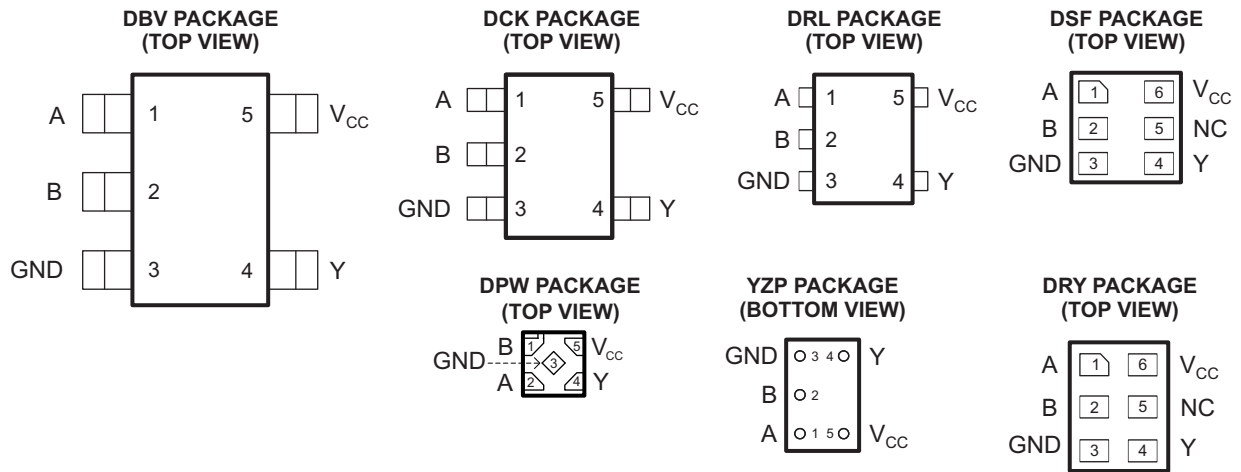 DBV PACKAGE
(TOP VIEW)
A 1 5 V_CC
B 2
GND 3 4 Y
DCK PACKAGE
(TOP VIEW)
A 1 5 V_CC
B 2
GND 3 4 Y
DRL PACKAGE
(TOP VIEW)
A 1 5 V_CC
B 2
GND 3 4 Y
DSF PACKAGE
(TOP VIEW)
A 1 6 V_CC
B 2 5 NC
GND 3 4 Y
DPW PACKAGE
(TOP VIEW)
B 1 5 V_CC
GND 3
A 2 4 Y
YZP PACKAGE
(BOTTOM VIEW)
GND 3 4 Y
B 2
A 1 5 V_CC
DRY PACKAGE
(TOP VIEW)
A 1 6 V_CC
B 2 5 NC
GND 3 4 Y